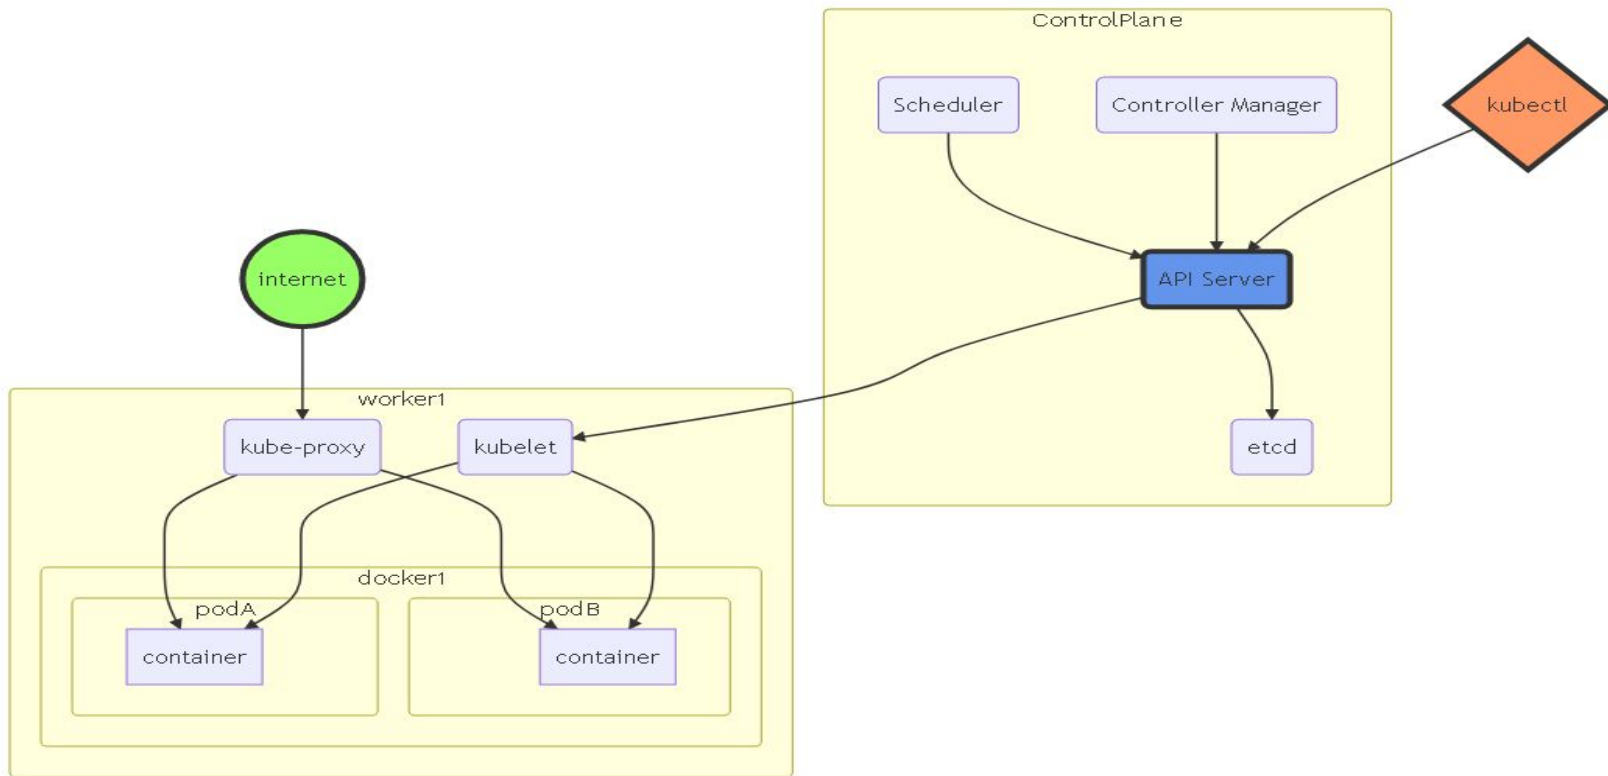 ControlPlane
Scheduler
Controller Manager
kubectl
internet
API Server
worker1
kube-proxy
kubelet
etcd
docker1
podA
podB
container
container